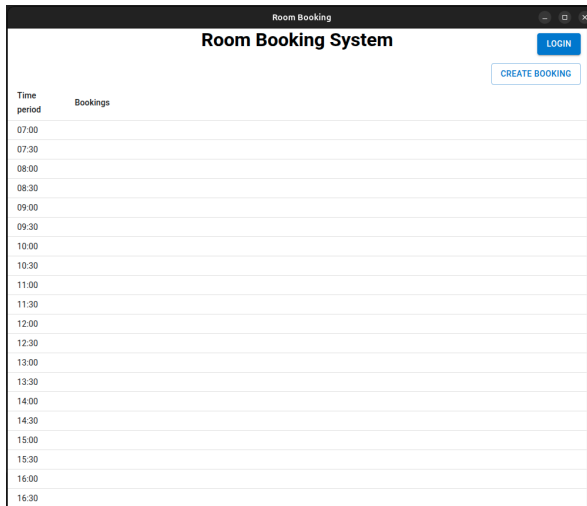 Room Booking
Room Booking System
LOGIN
CREATE BOOKING
Time
period
Bookings
07:00
07:30
08:00
08:30
09:00
09:30
10:00
10:30
11:00
11:30
12:00
12:30
13:00
13:30
14:00
14:30
15:00
15:30
16:00
16:30